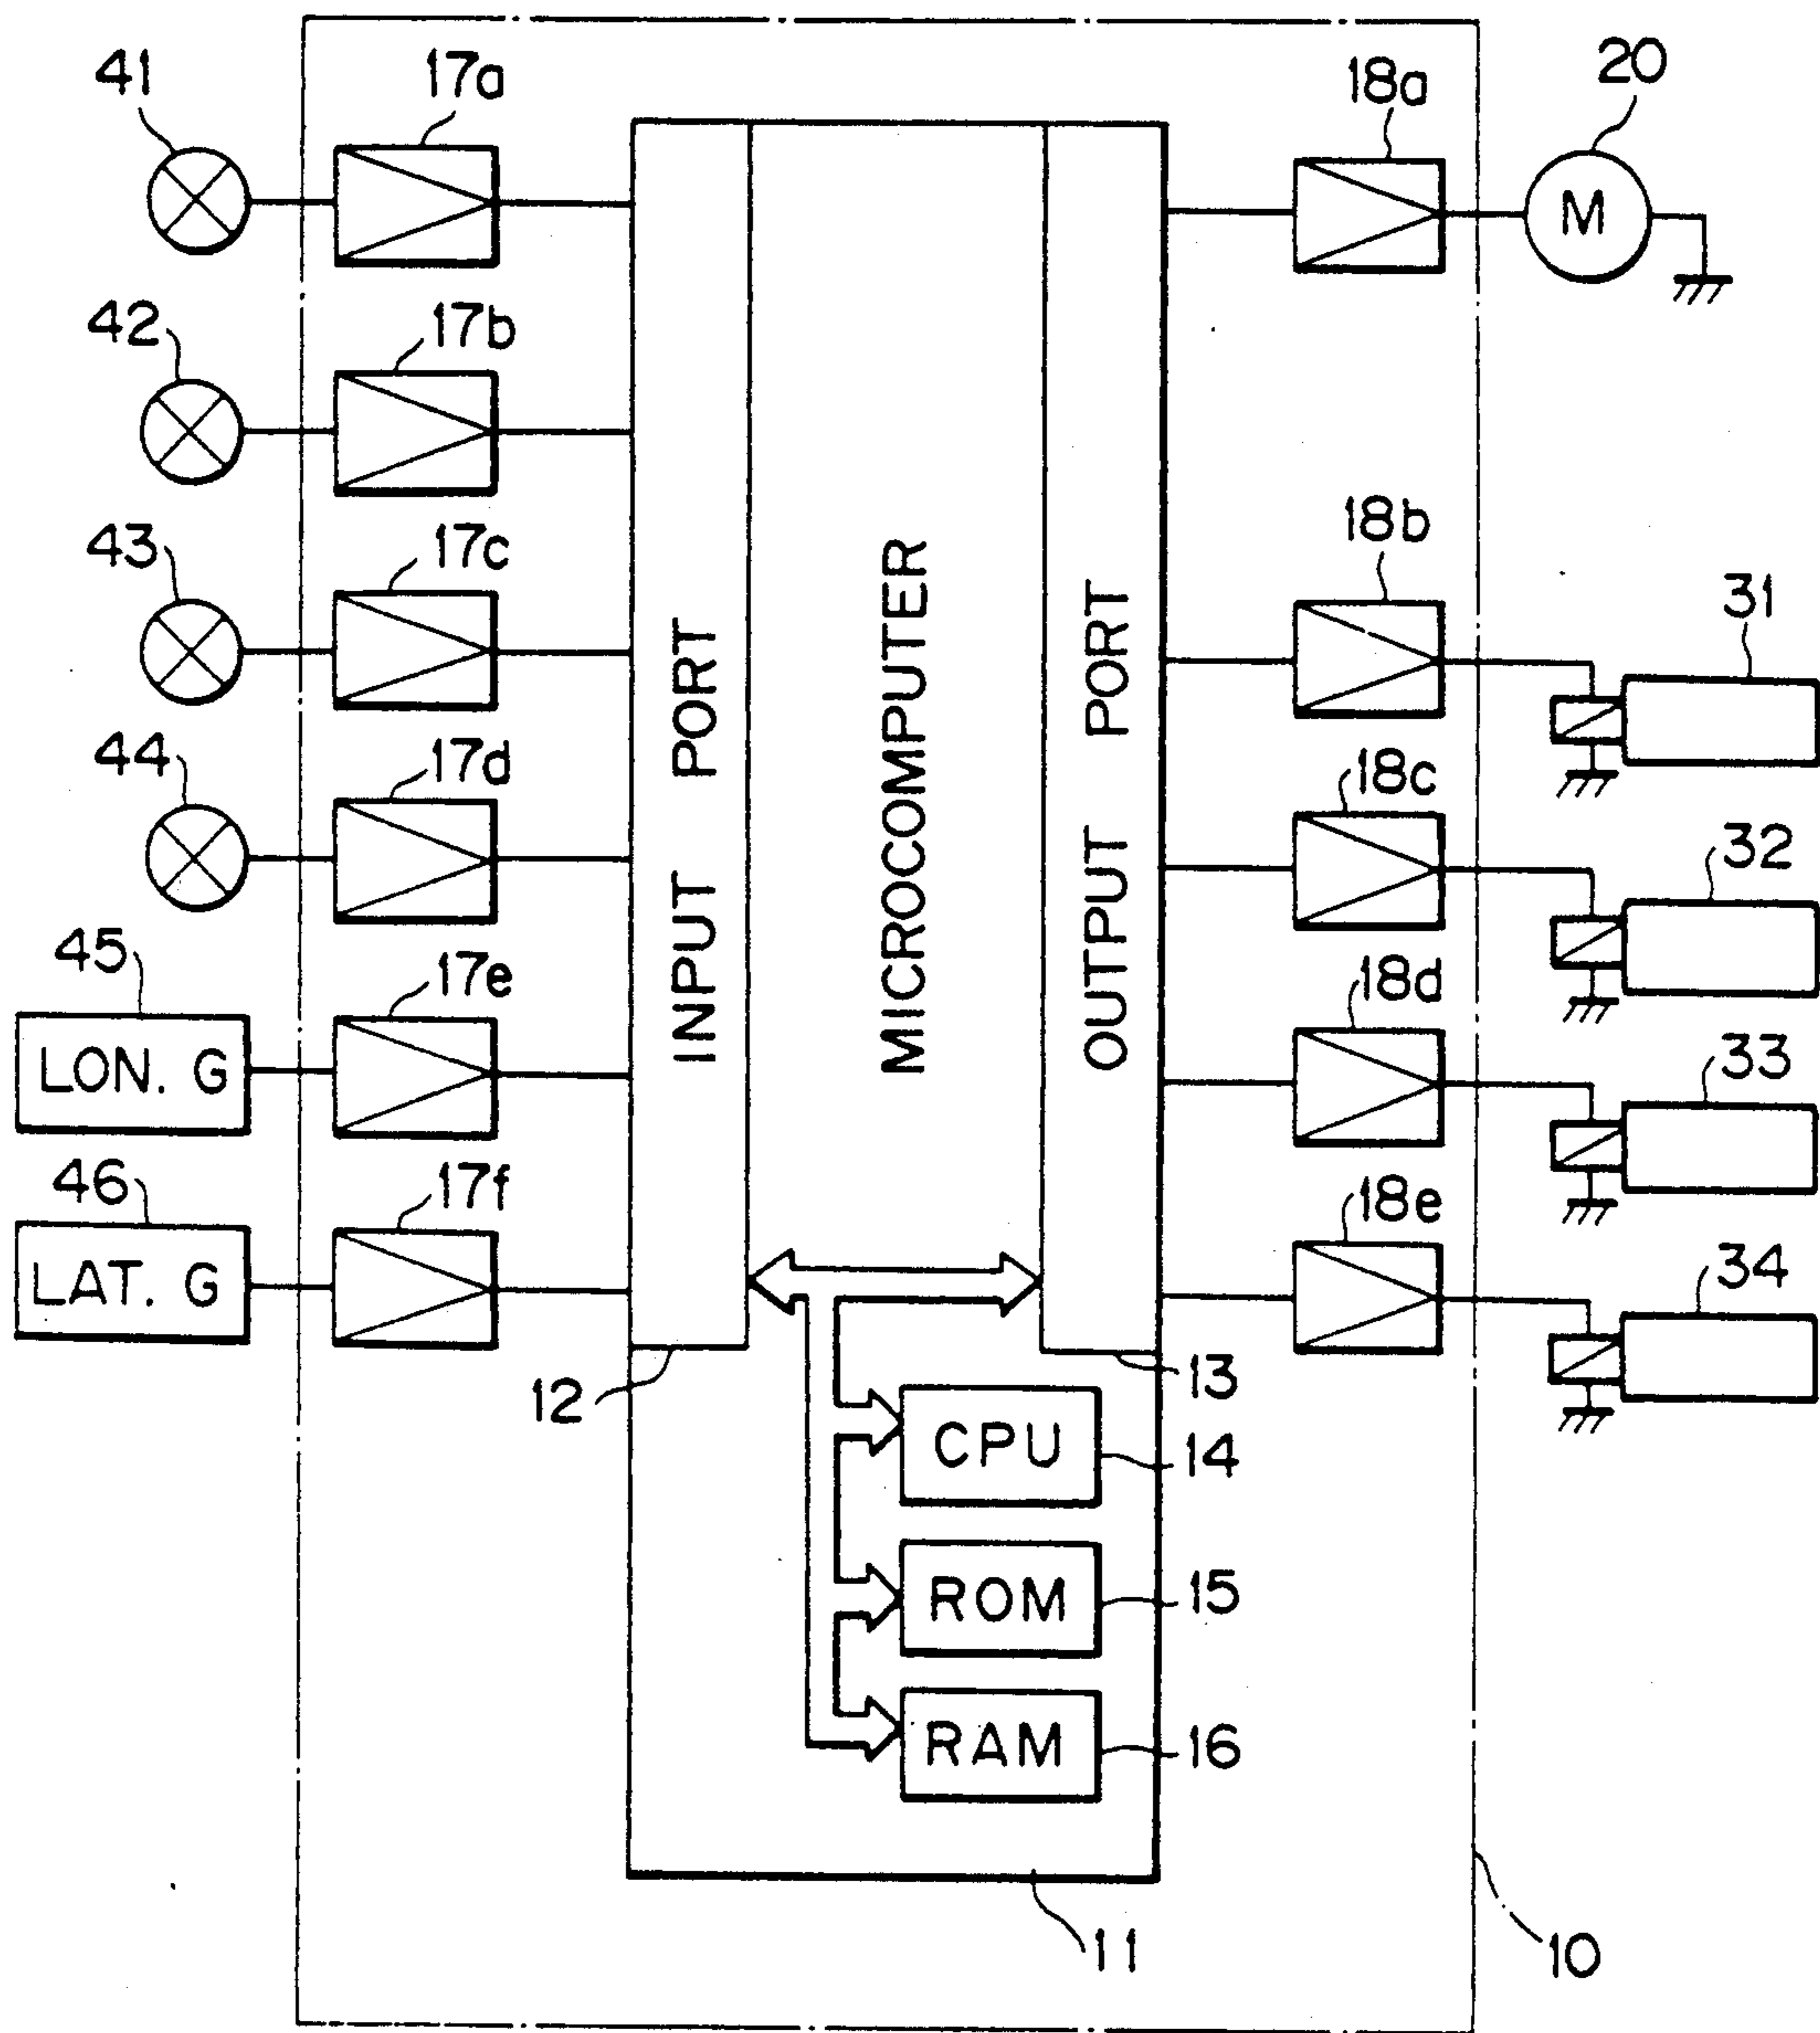 41
17a
18a
20
M
42
17b
43
17c
18b
31
44
17d
18c
32
45
17e
18d
33
LON. G
46
17f
18e
34
LAT. G
INPUT PORT
MICROCOMPUTER
OUTPUT PORT
12
13
CPU
14
ROM
15
RAM
16
11
10